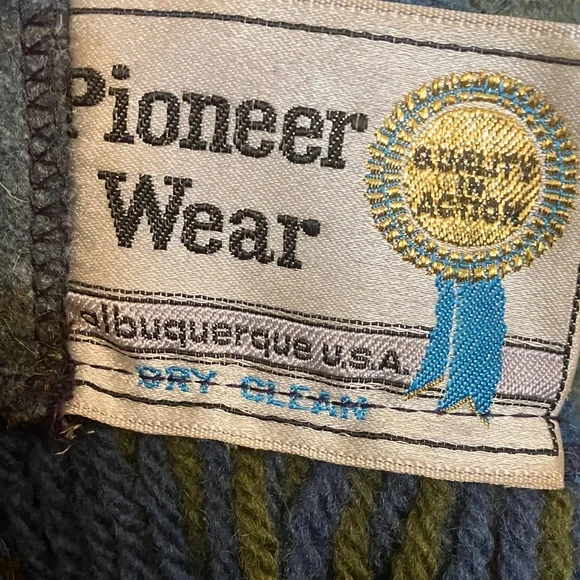 Pioneer
Wear
QUALITY
IN
ACTION
albuquerque u.s.a.
DRY CLEAN